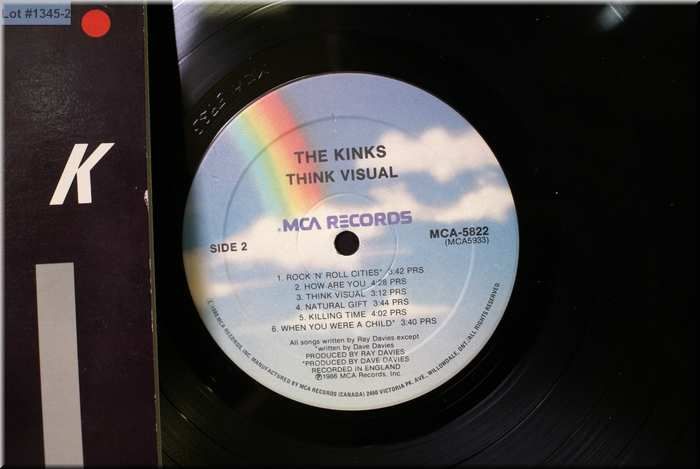 Lot #1345-2
K
THE KINKS
THINK VISUAL
MCA RECORDS
SIDE 2
MCA-5822
(MCA5933)
1. ROCK 'N' ROLL CITIES* 3:42 PRS
2. HOW ARE YOU 4:28 PRS
3. THINK VISUAL 3:12 PRS
4. NATURAL GIFT 3:44 PRS
5. KILLING TIME 4:02 PRS
6. WHEN YOU WERE A CHILD* 3:40 PRS
All songs written by Ray Davies except
*written by Dave Davies
PRODUCED BY RAY DAVIES
*PRODUCED BY DAVE DAVIES
RECORDED IN ENGLAND
Ⓟ1986 MCA Records, Inc.
© 1986 MCA RECORDS, INC. MANUFACTURED BY MCA RECORDS (CANADA) 2450 VICTORIA PK. AVE., WILLOWDALE, ONT./ALL RIGHTS RESERVED.